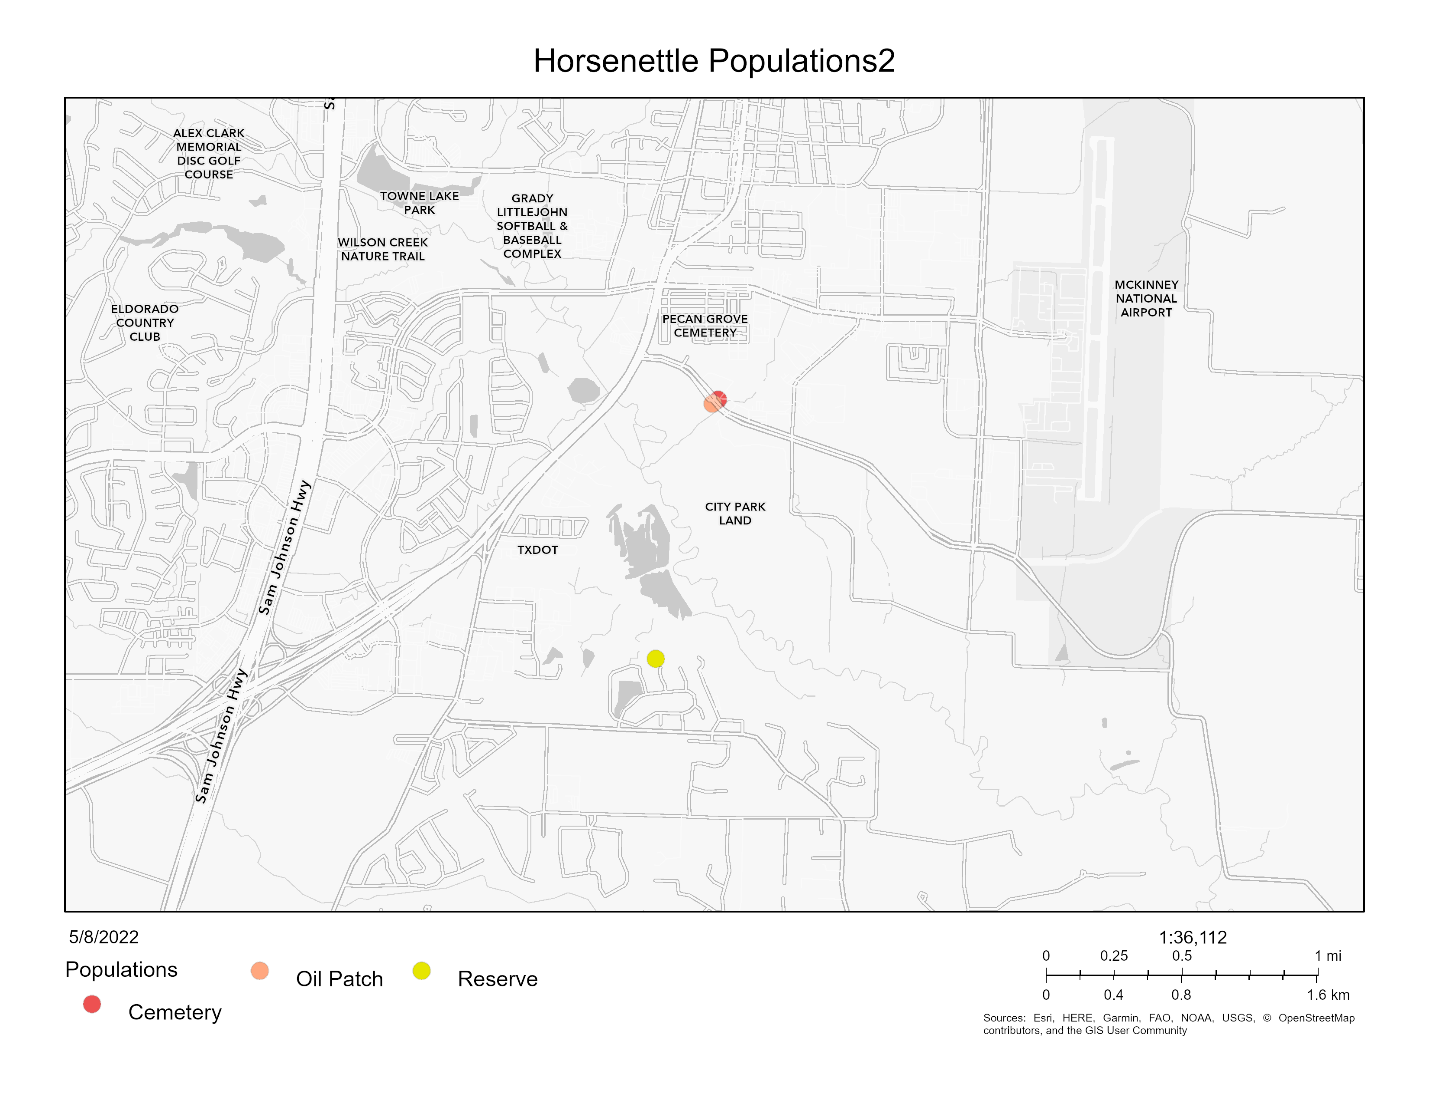 Horsenettle Populations2
Sa
ALEX CLARK
MEMORIAL
DISC GOLF
COURSE
TOWNE LAKE
PARK
GRADY
LITTLEJOHN
SOFTBALL &
BASEBALL
COMPLEX
WILSON CREEK
NATURE TRAIL
MCKINNEY
NATIONAL
AIRPORT
ELDORADO
COUNTRY
CLUB
PECAN GROVE
CEMETERY
CITY PARK
LAND
TXDOT
Sam Johnson Hwy
Sam Johnson Hwy
5/8/2022
Populations
Oil Patch
Reserve
Cemetery
1:36,112
0 0.25 0.5 1 mi
0 0.4 0.8 1.6 km
Sources: Esri, HERE, Garmin, FAO, NOAA, USGS, © OpenStreetMap
contributors, and the GIS User Community